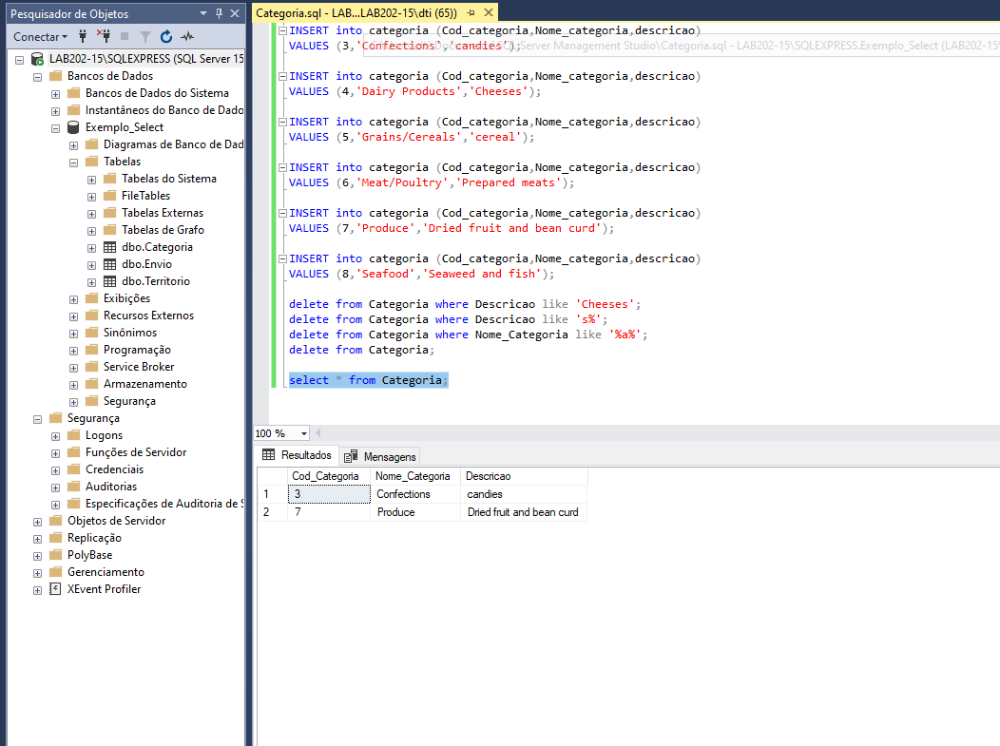 Pesquisador de Objetos
Conectar
LAB202-15\SQLEXPRESS (SQL Server 15
Bancos de Dados
Bancos de Dados do Sistema
Instantâneos do Banco de Dado
Exemplo_Select
Diagramas de Banco de Dad
Tabelas
Tabelas do Sistema
FileTables
Tabelas Externas
Tabelas de Grafo
dbo.Categoria
dbo.Envio
dbo.Territorio
Exibições
Recursos Externos
Sinônimos
Programação
Service Broker
Armazenamento
Segurança
Segurança
Logons
Funções de Servidor
Credenciais
Auditorias
Especificações de Auditoria de S
Objetos de Servidor
Replicação
PolyBase
Gerenciamento
XEvent Profiler
Categoria.sql - LAB...LAB202-15\dti (65))
INSERT into categoria (Cod_categoria,Nome_categoria,descricao)
VALUES (3,'Confections','candies');
Server Management Studio\Categoria.sql - LAB202-15\SQLEXPRESS.Exemplo_Select (LAB202-15
INSERT into categoria (Cod_categoria,Nome_categoria,descricao)
VALUES (4,'Dairy Products','Cheeses');
INSERT into categoria (Cod_categoria,Nome_categoria,descricao)
VALUES (5,'Grains/Cereals','cereal');
INSERT into categoria (Cod_categoria,Nome_categoria,descricao)
VALUES (6,'Meat/Poultry','Prepared meats');
INSERT into categoria (Cod_categoria,Nome_categoria,descricao)
VALUES (7,'Produce','Dried fruit and bean curd');
INSERT into categoria (Cod_categoria,Nome_categoria,descricao)
VALUES (8,'Seafood','Seaweed and fish');
delete from Categoria where Descricao like 'Cheeses';
delete from Categoria where Descricao like 's%';
delete from Categoria where Nome_Categoria like '%a%';
delete from Categoria;
select * from Categoria;
100 %
Resultados Mensagens
Cod_Categoria Nome_Categoria Descricao
1 3 Confections candies
2 7 Produce Dried fruit and bean curd